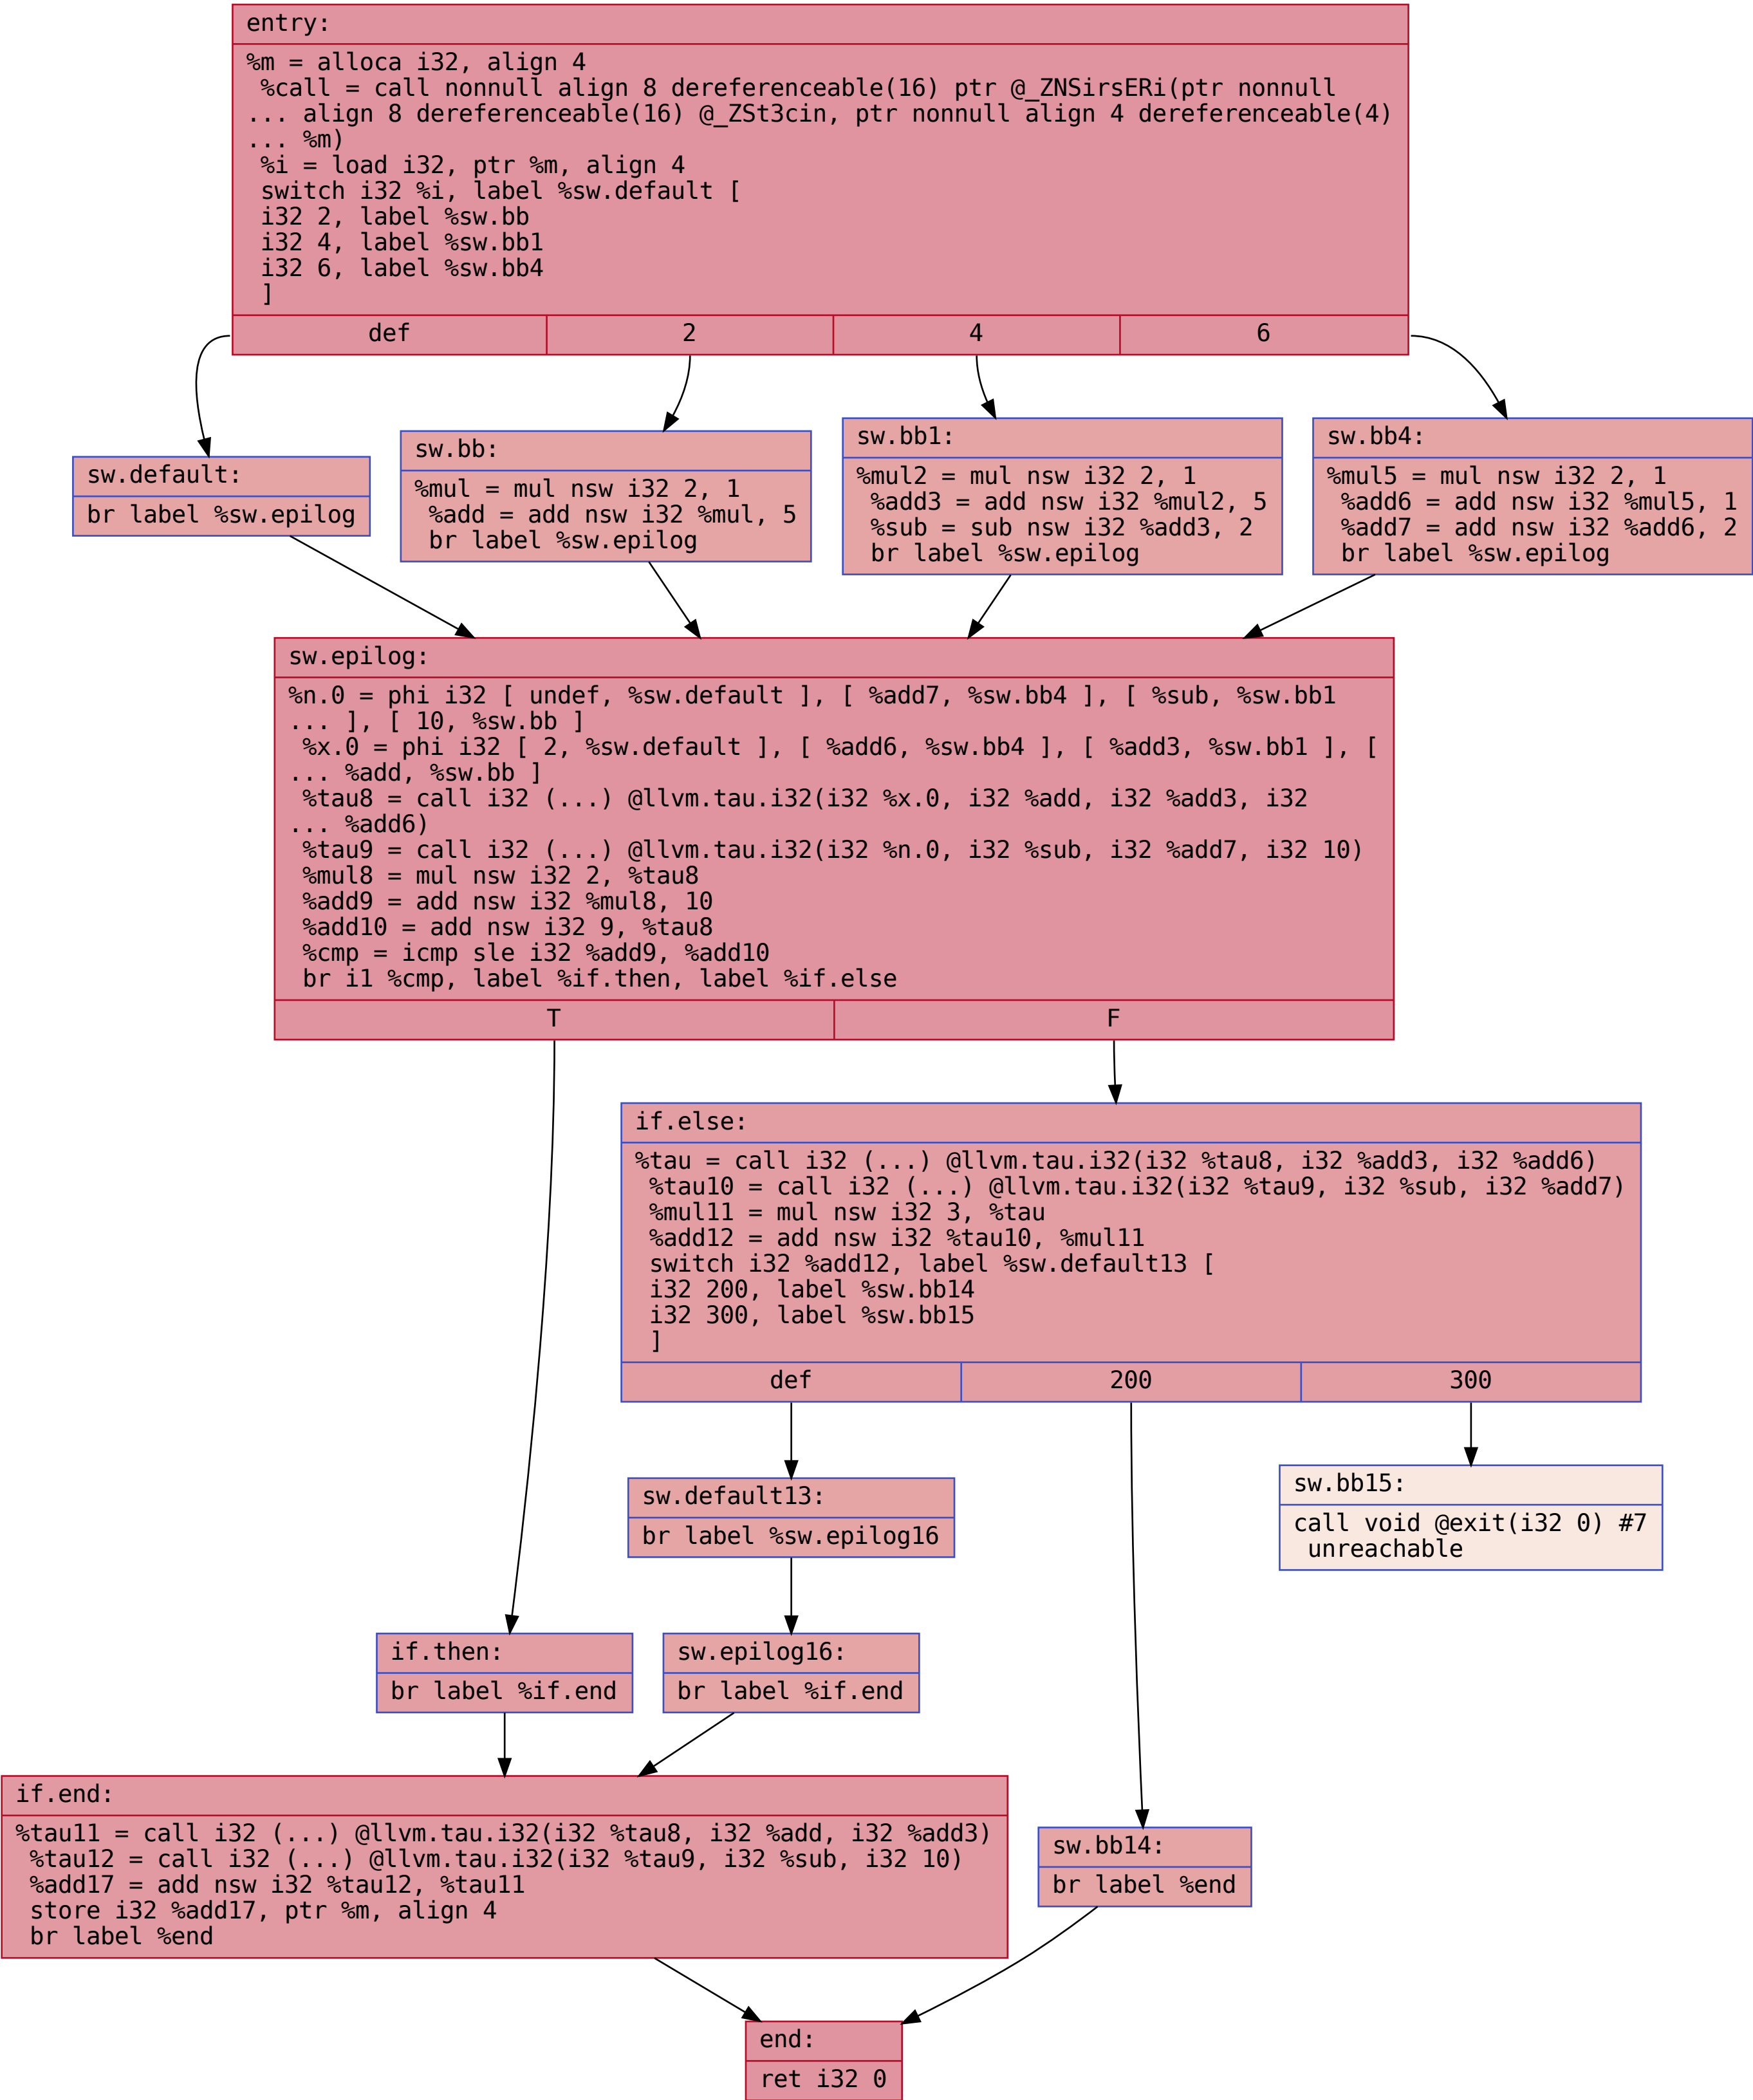 entry:
%m = alloca i32, align 4
%call = call nonnull align 8 dereferenceable(16) ptr @_ZNSirsERi(ptr nonnull
... align 8 dereferenceable(16) @_ZSt3cin, ptr nonnull align 4 dereferenceable(4)
... %m)
%i = load i32, ptr %m, align 4
switch i32 %i, label %sw.default [
i32 2, label %sw.bb
i32 4, label %sw.bb1
i32 6, label %sw.bb4
]
def 2 4 6
sw.default:
br label %sw.epilog
sw.bb:
%mul = mul nsw i32 2, 1
%add = add nsw i32 %mul, 5
br label %sw.epilog
sw.bb1:
%mul2 = mul nsw i32 2, 1
%add3 = add nsw i32 %mul2, 5
%sub = sub nsw i32 %add3, 2
br label %sw.epilog
sw.bb4:
%mul5 = mul nsw i32 2, 1
%add6 = add nsw i32 %mul5, 1
%add7 = add nsw i32 %add6, 2
br label %sw.epilog
sw.epilog:
%n.0 = phi i32 [ undef, %sw.default ], [ %add7, %sw.bb4 ], [ %sub, %sw.bb1
... ], [ 10, %sw.bb ]
%x.0 = phi i32 [ 2, %sw.default ], [ %add6, %sw.bb4 ], [ %add3, %sw.bb1 ], [
... %add, %sw.bb ]
%tau8 = call i32 (...) @llvm.tau.i32(i32 %x.0, i32 %add, i32 %add3, i32
... %add6)
%tau9 = call i32 (...) @llvm.tau.i32(i32 %n.0, i32 %sub, i32 %add7, i32 10)
%mul8 = mul nsw i32 2, %tau8
%add9 = add nsw i32 %mul8, 10
%add10 = add nsw i32 9, %tau8
%cmp = icmp sle i32 %add9, %add10
br i1 %cmp, label %if.then, label %if.else
T F
if.else:
%tau = call i32 (...) @llvm.tau.i32(i32 %tau8, i32 %add3, i32 %add6)
%tau10 = call i32 (...) @llvm.tau.i32(i32 %tau9, i32 %sub, i32 %add7)
%mul11 = mul nsw i32 3, %tau
%add12 = add nsw i32 %tau10, %mul11
switch i32 %add12, label %sw.default13 [
i32 200, label %sw.bb14
i32 300, label %sw.bb15
]
def 200 300
sw.default13:
br label %sw.epilog16
sw.bb15:
call void @exit(i32 0) #7
unreachable
if.then:
br label %if.end
sw.epilog16:
br label %if.end
if.end:
%tau11 = call i32 (...) @llvm.tau.i32(i32 %tau8, i32 %add, i32 %add3)
%tau12 = call i32 (...) @llvm.tau.i32(i32 %tau9, i32 %sub, i32 10)
%add17 = add nsw i32 %tau12, %tau11
store i32 %add17, ptr %m, align 4
br label %end
sw.bb14:
br label %end
end:
ret i32 0